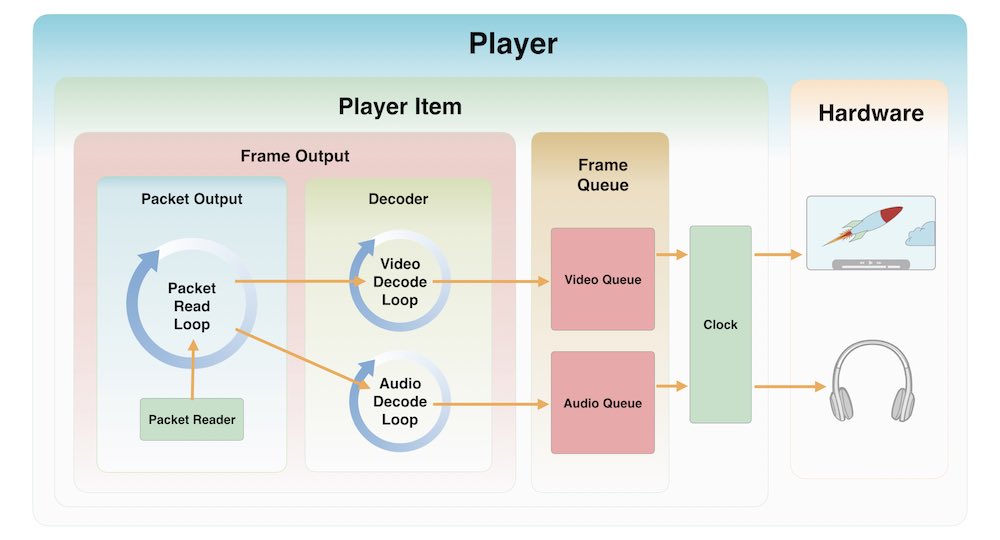 Player
Player Item
Hardware
Frame Output
Frame
Queue
Packet Output
Decoder
Packet
Read
Loop
Packet Reader
Video
Decode
Loop
Audio
Decode
Loop
Video Queue
Audio Queue
Clock